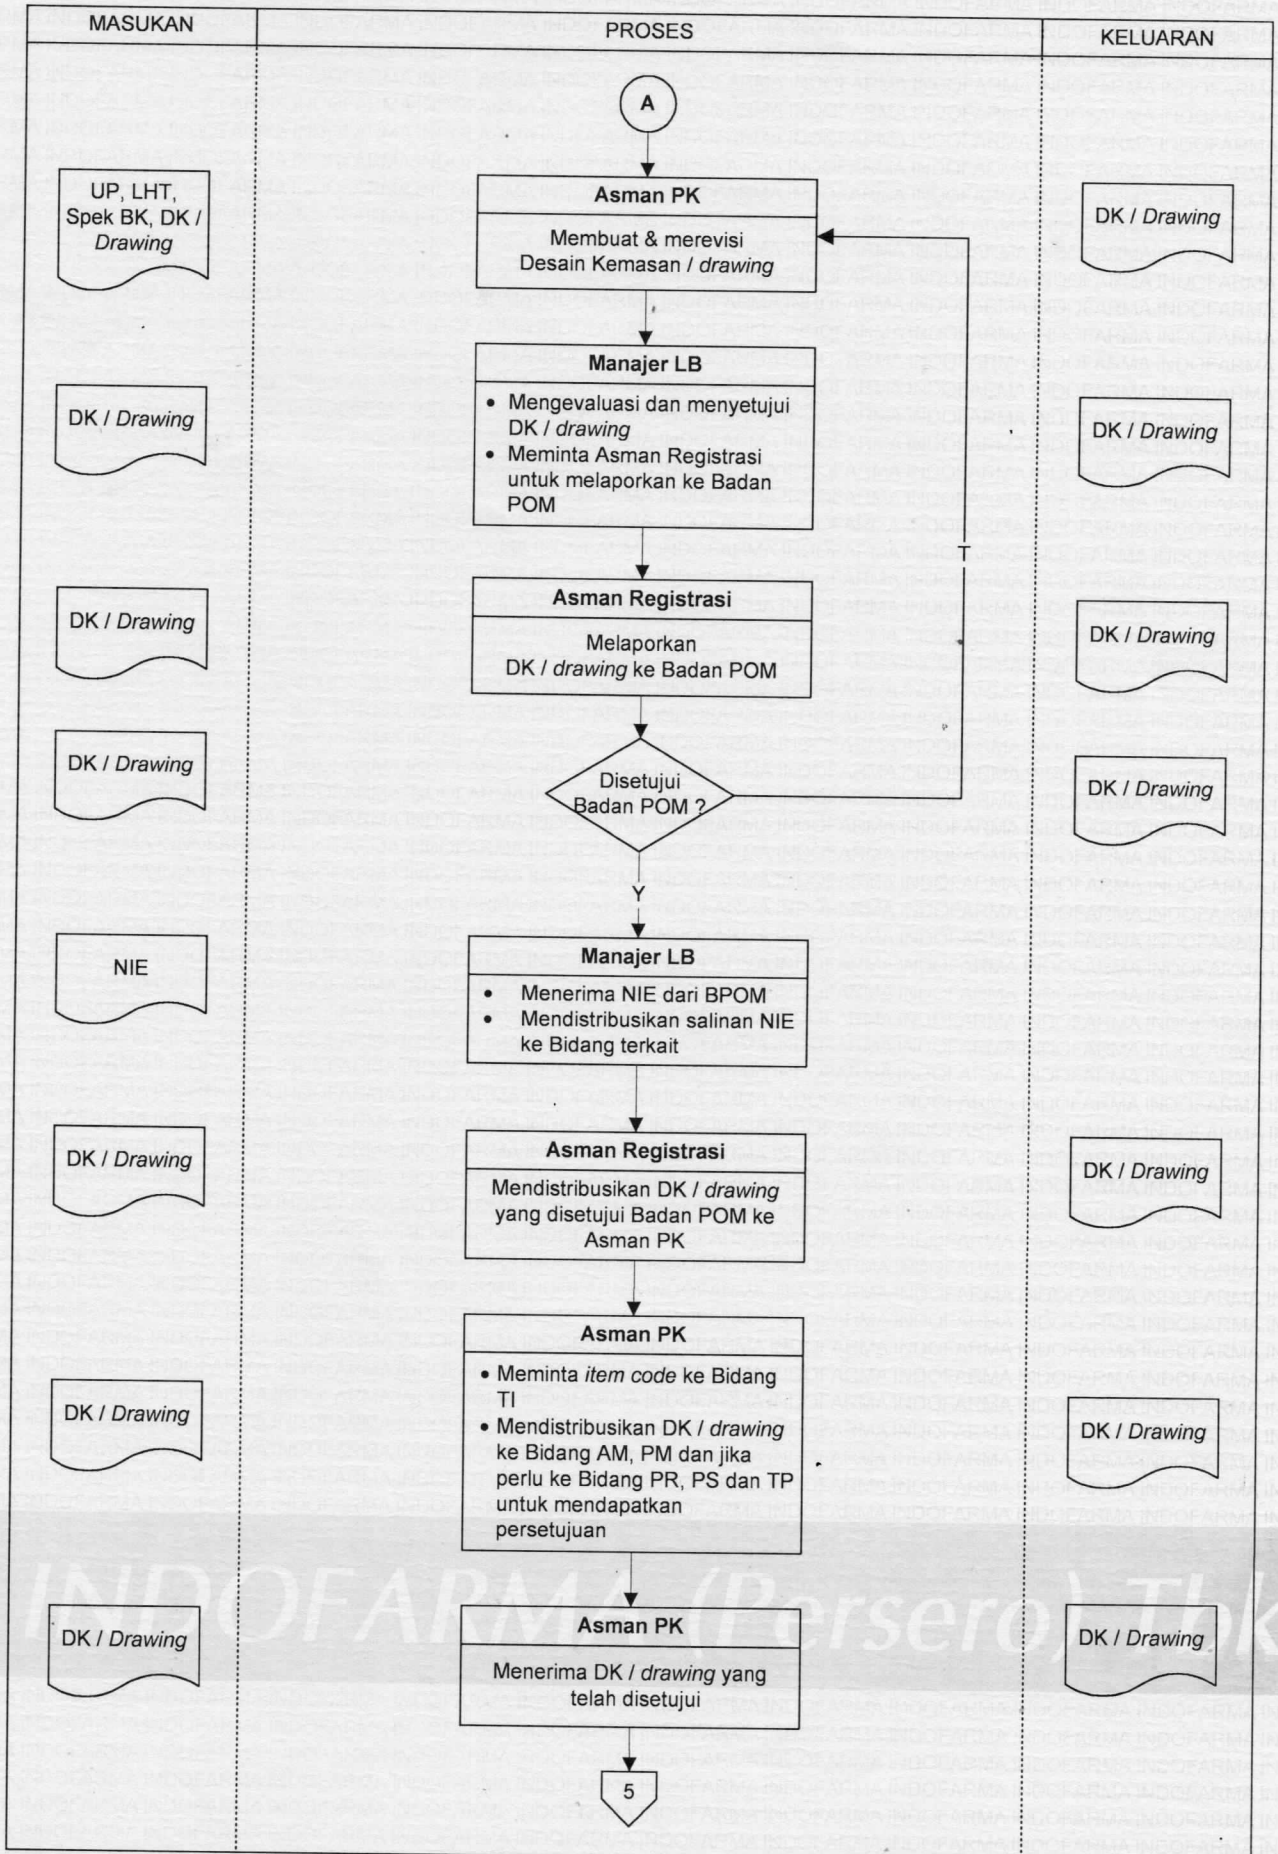 MASUKAN
PROSES
KELUARAN
A
UP, LHT,
Spek BK, DK /
Drawing
Asman PK
Membuat & merevisi
Desain Kemasan / drawing
DK / Drawing
DK / Drawing
Manajer LB
• Mengevaluasi dan menyetujui
DK / drawing
• Meminta Asman Registrasi
untuk melaporkan ke Badan
POM
DK / Drawing
T
DK / Drawing
Asman Registrasi
Melaporkan
DK / drawing ke Badan POM
DK / Drawing
DK / Drawing
Disetujui
Badan POM ?
DK / Drawing
Y
NIE
Manajer LB
• Menerima NIE dari BPOM
• Mendistribusikan salinan NIE
ke Bidang terkait
DK / Drawing
Asman Registrasi
Mendistribusikan DK / drawing
yang disetujui Badan POM ke
Asman PK
DK / Drawing
DK / Drawing
Asman PK
• Meminta item code ke Bidang
TI
• Mendistribusikan DK / drawing
ke Bidang AM, PM dan jika
perlu ke Bidang PR, PS dan TP
untuk mendapatkan
persetujuan
DK / Drawing
INDOFARMA (Persero) Tbk
DK / Drawing
Asman PK
Menerima DK / drawing yang
telah disetujui
DK / Drawing
5